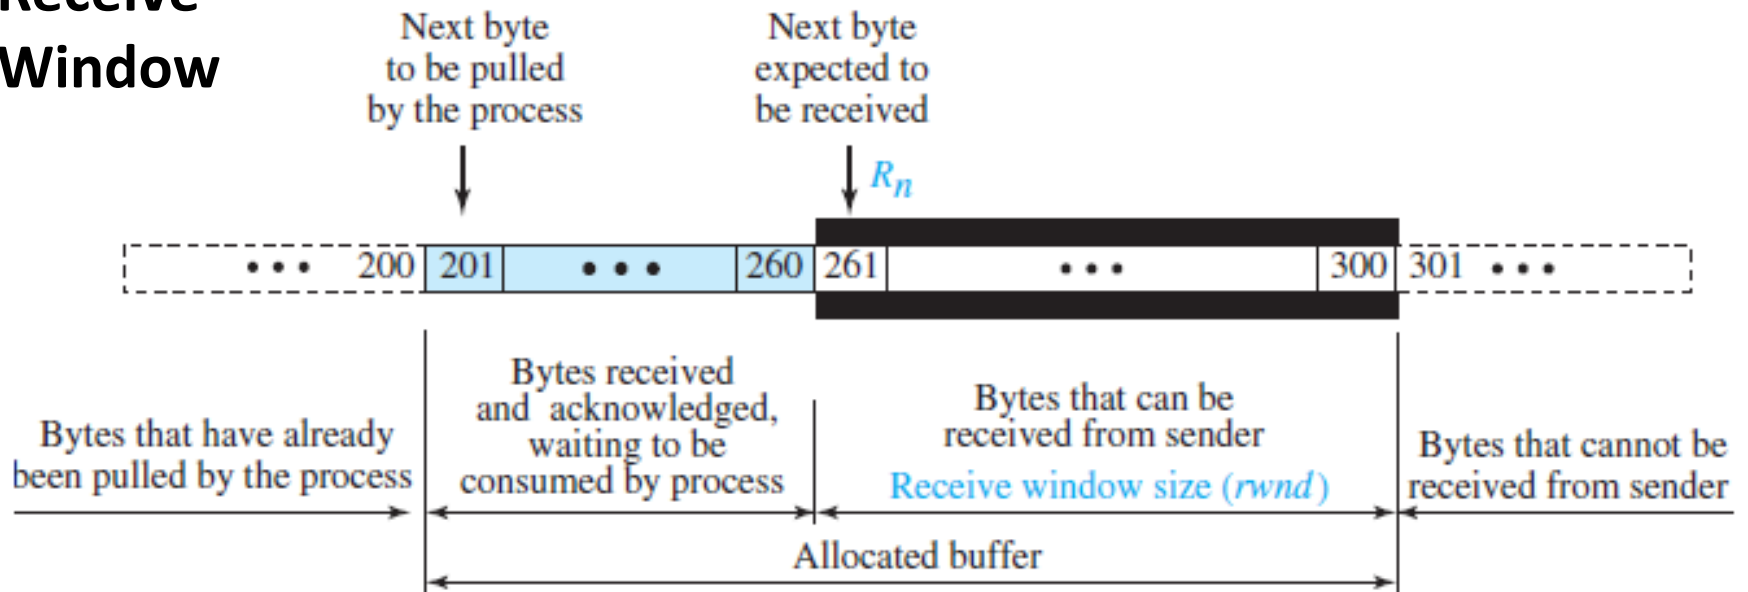 Receive
Window
Next byte
to be pulled
by the process
Next byte
expected to
be received
Rn
••• 200 201 ••• 260 261 ••• 300 301 •••
Bytes that have already
been pulled by the process
Bytes received
and acknowledged,
waiting to be
consumed by process
Bytes that can be
received from sender
Receive window size (rwnd)
Bytes that cannot be
received from sender
Allocated buffer